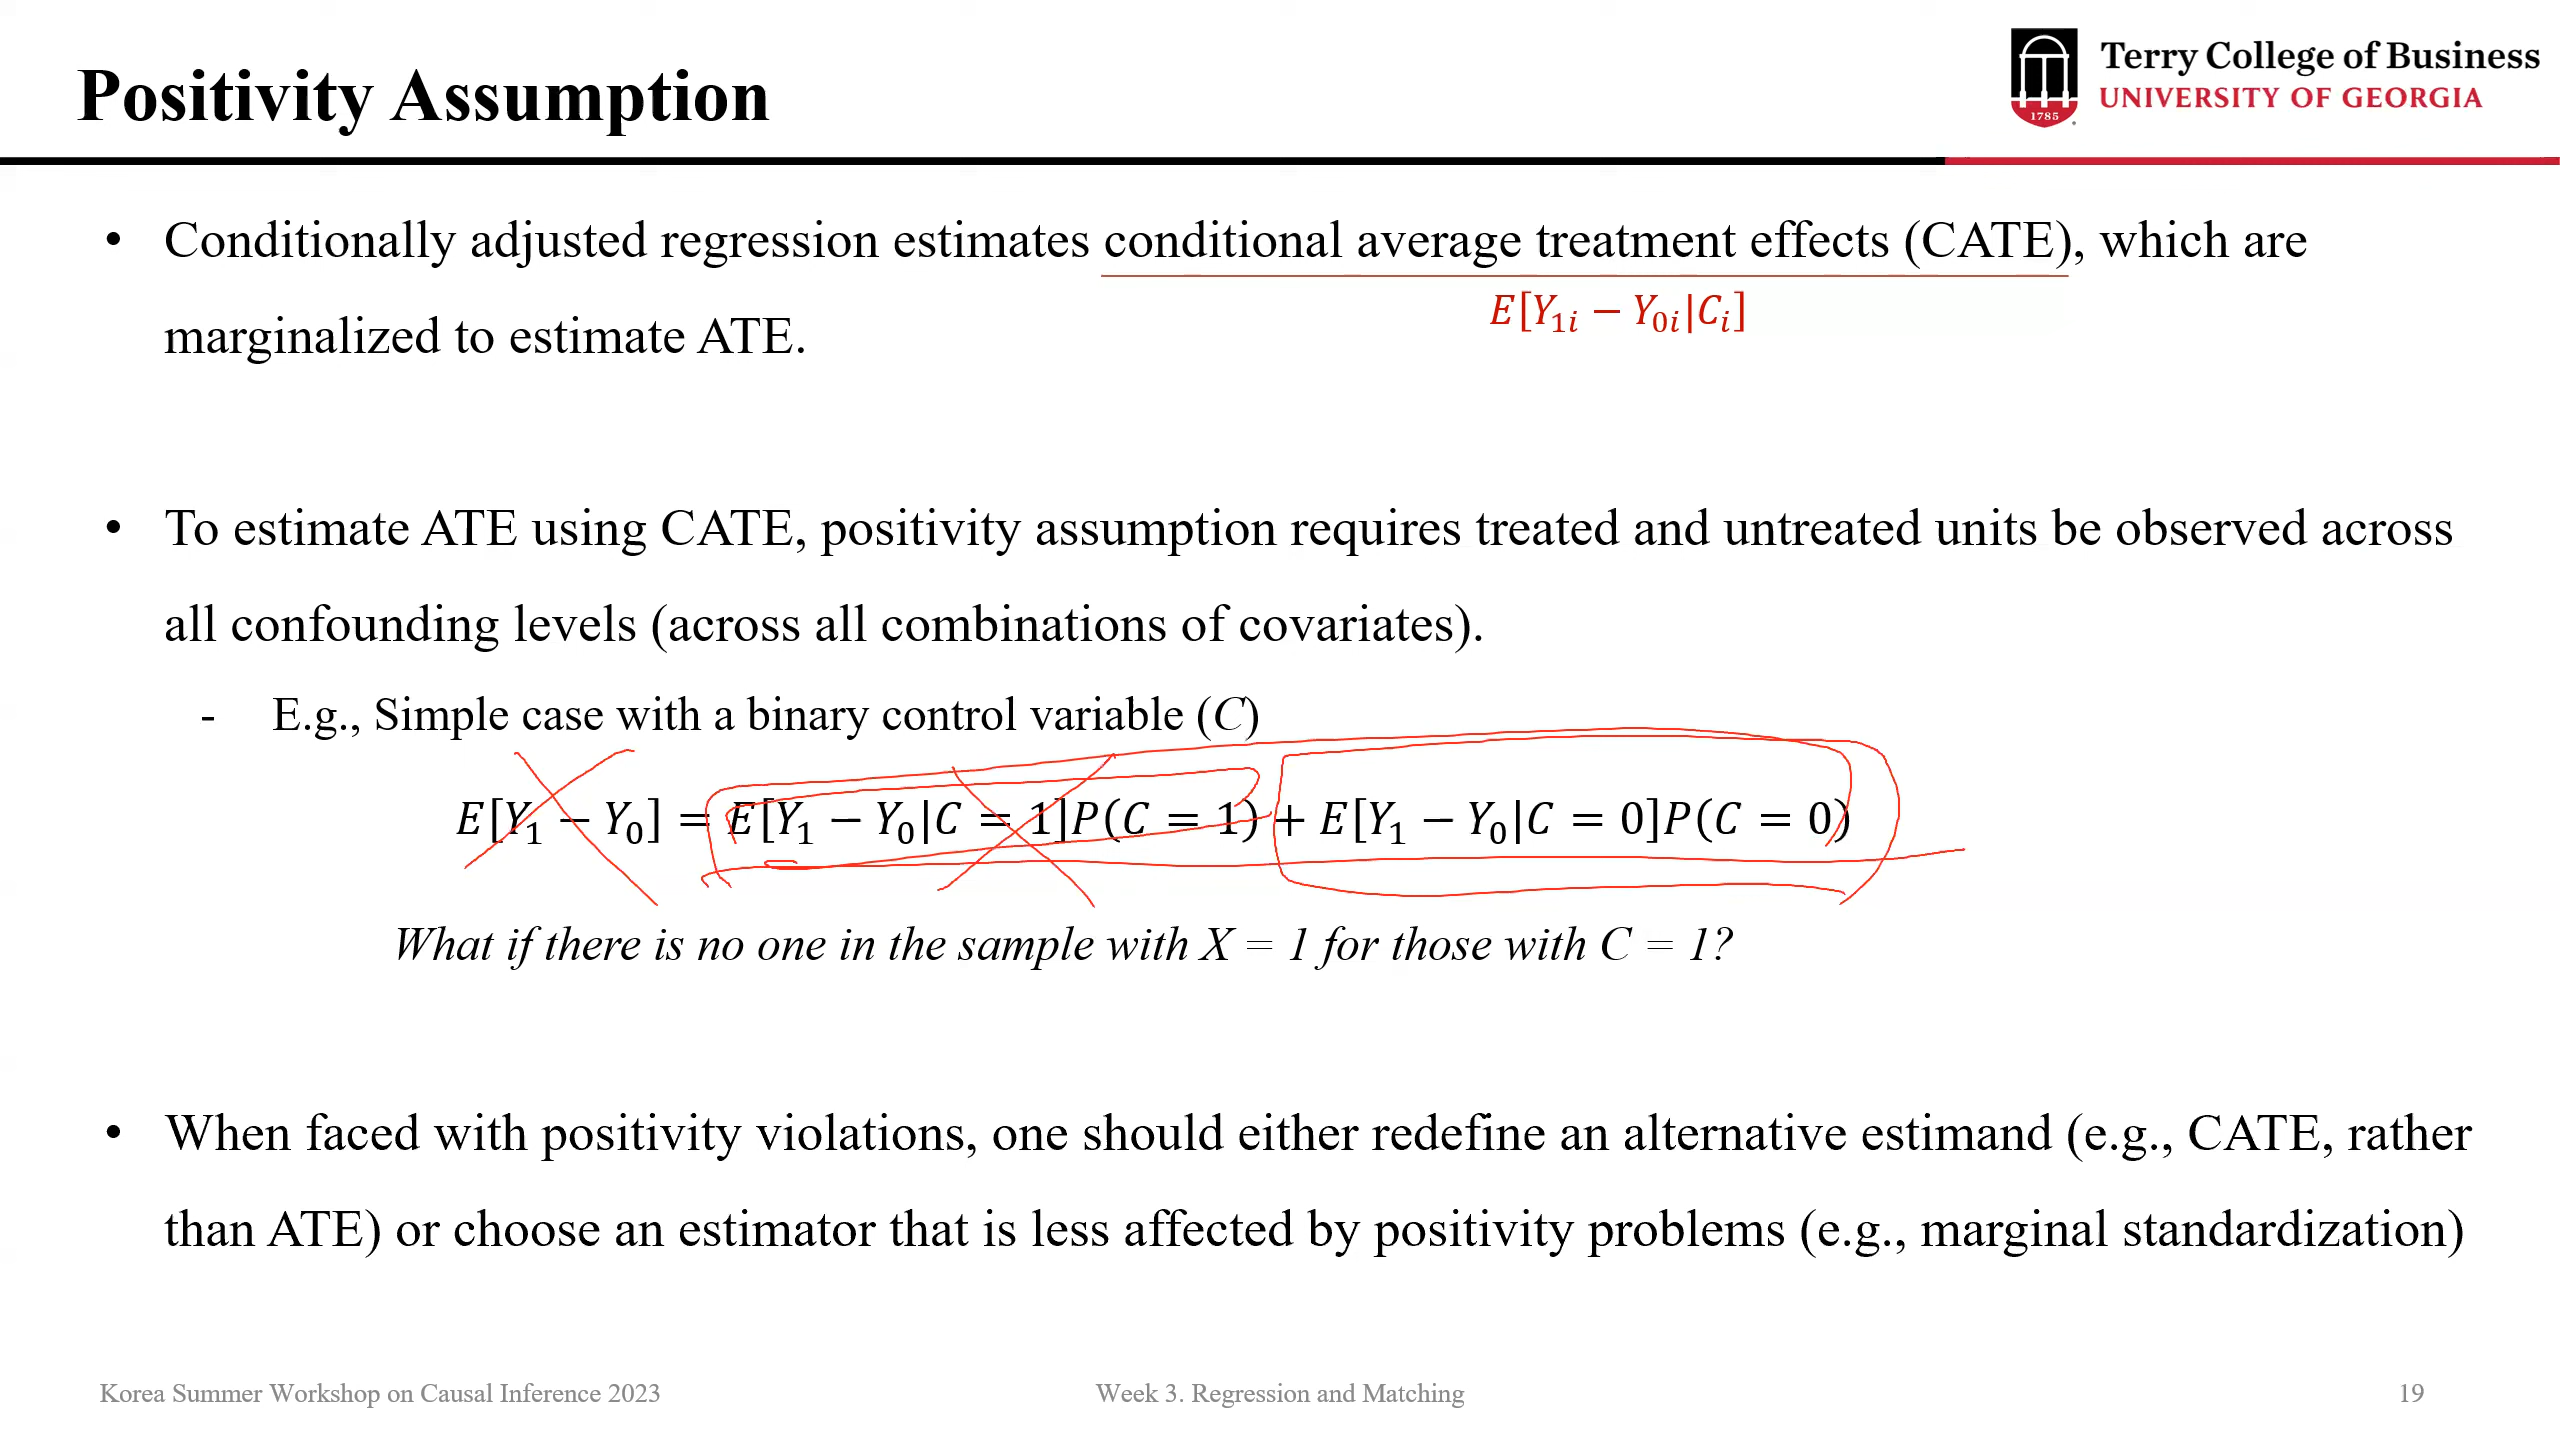 Positivity Assumption
Terry College of Business
UNIVERSITY OF GEORGIA
1785
• Conditionally adjusted regression estimates conditional average treatment effects (CATE), which are
E[Y₁ᵢ − Y₀ᵢ|Cᵢ]
marginalized to estimate ATE.
• To estimate ATE using CATE, positivity assumption requires treated and untreated units be observed across
all confounding levels (across all combinations of covariates).
- E.g., Simple case with a binary control variable (C)
E[Y₁ − Y₀] = E[Y₁ − Y₀|C = 1]P(C = 1) + E[Y₁ − Y₀|C = 0]P(C = 0)
What if there is no one in the sample with X = 1 for those with C = 1?
• When faced with positivity violations, one should either redefine an alternative estimand (e.g., CATE, rather
than ATE) or choose an estimator that is less affected by positivity problems (e.g., marginal standardization)
Korea Summer Workshop on Causal Inference 2023
Week 3. Regression and Matching
19